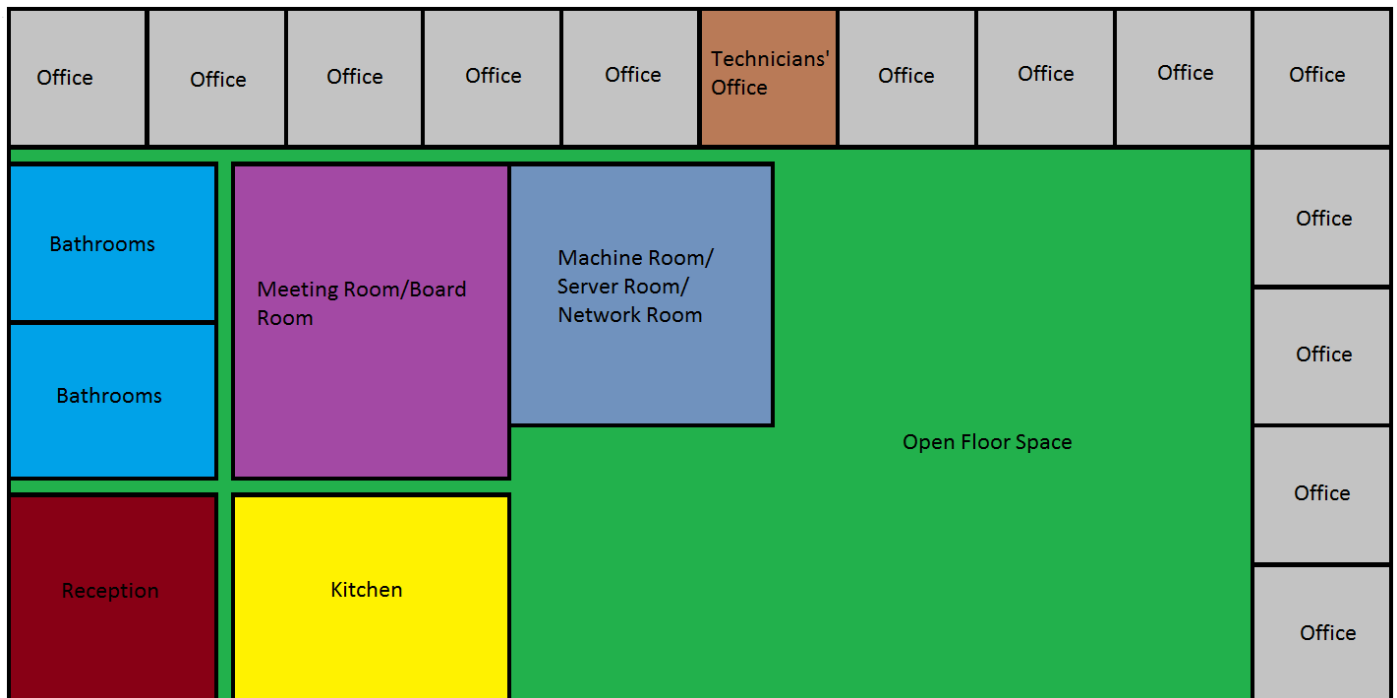 Office
Office
Office
Office
Office
Technicians'
Office
Office
Office
Office
Office
Bathrooms
Meeting Room/Board
Room
Machine Room/
Server Room/
Network Room
Office
Office
Bathrooms
Open Floor Space
Office
Reception
Kitchen
Office